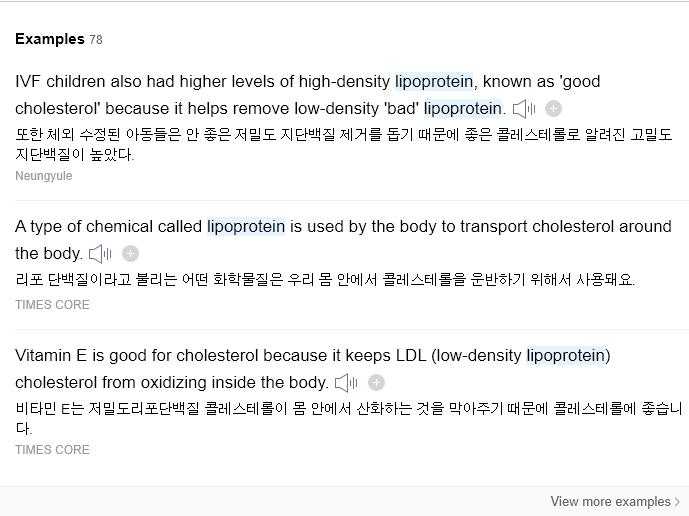 Examples 78
IVF children also had higher levels of high-density lipoprotein, known as 'good
cholesterol' because it helps remove low-density 'bad' lipoprotein.
또한 체외 수정된 아동들은 안 좋은 저밀도 지단백질 제거를 돕기 때문에 좋은 콜레스테롤로 알려진 고밀도
지단백질이 높았다.
Neungyule
A type of chemical called lipoprotein is used by the body to transport cholesterol around
the body.
리포 단백질이라고 불리는 어떤 화학물질은 우리 몸 안에서 콜레스테롤을 운반하기 위해서 사용돼요.
TIMES CORE
Vitamin E is good for cholesterol because it keeps LDL (low-density lipoprotein)
cholesterol from oxidizing inside the body.
비타민 E는 저밀도리포단백질 콜레스테롤이 몸 안에서 산화하는 것을 막아주기 때문에 콜레스테롤에 좋습니
다.
TIMES CORE
View more examples